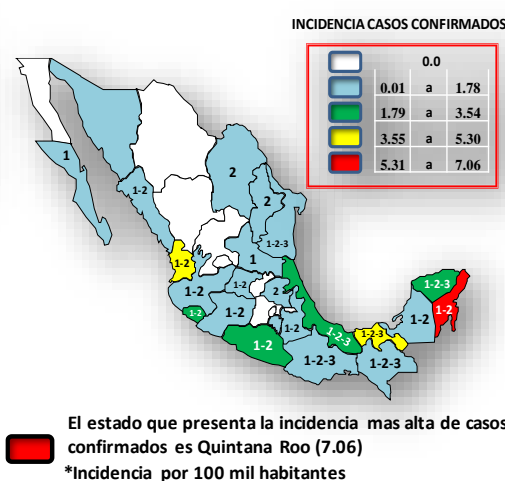 INCIDENCIA CASOS CONFIRMADOS
0.0
0.01 a 1.78
1.79 a 3.54
3.55 a 5.30
5.31 a 7.06
1
2
1-2
2
1-2-3
1
1-2
1-2
1-2
2
1-2-3
1-2
1-2
1-2
1-2
1-2-3
1-2-3
1-2
1-2
1-2-3
1-2-3
El estado que presenta la incidencia mas alta de casos
confirmados es Quintana Roo (7.06)
*Incidencia por 100 mil habitantes